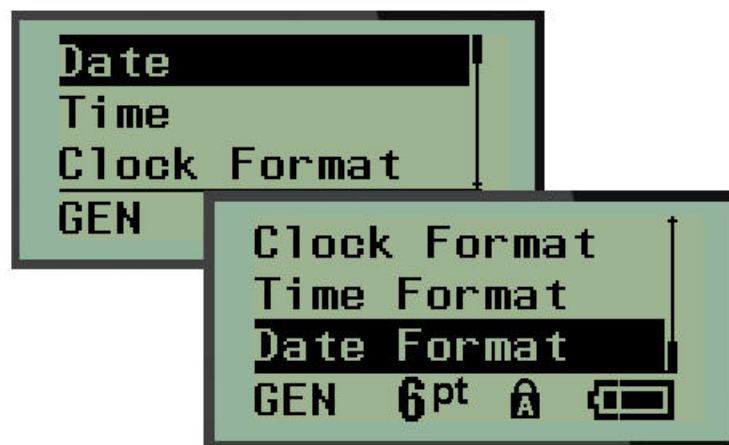 Date
Time
Clock Format
GEN
Clock Format
Time Format
Date Format
GEN 6pt A